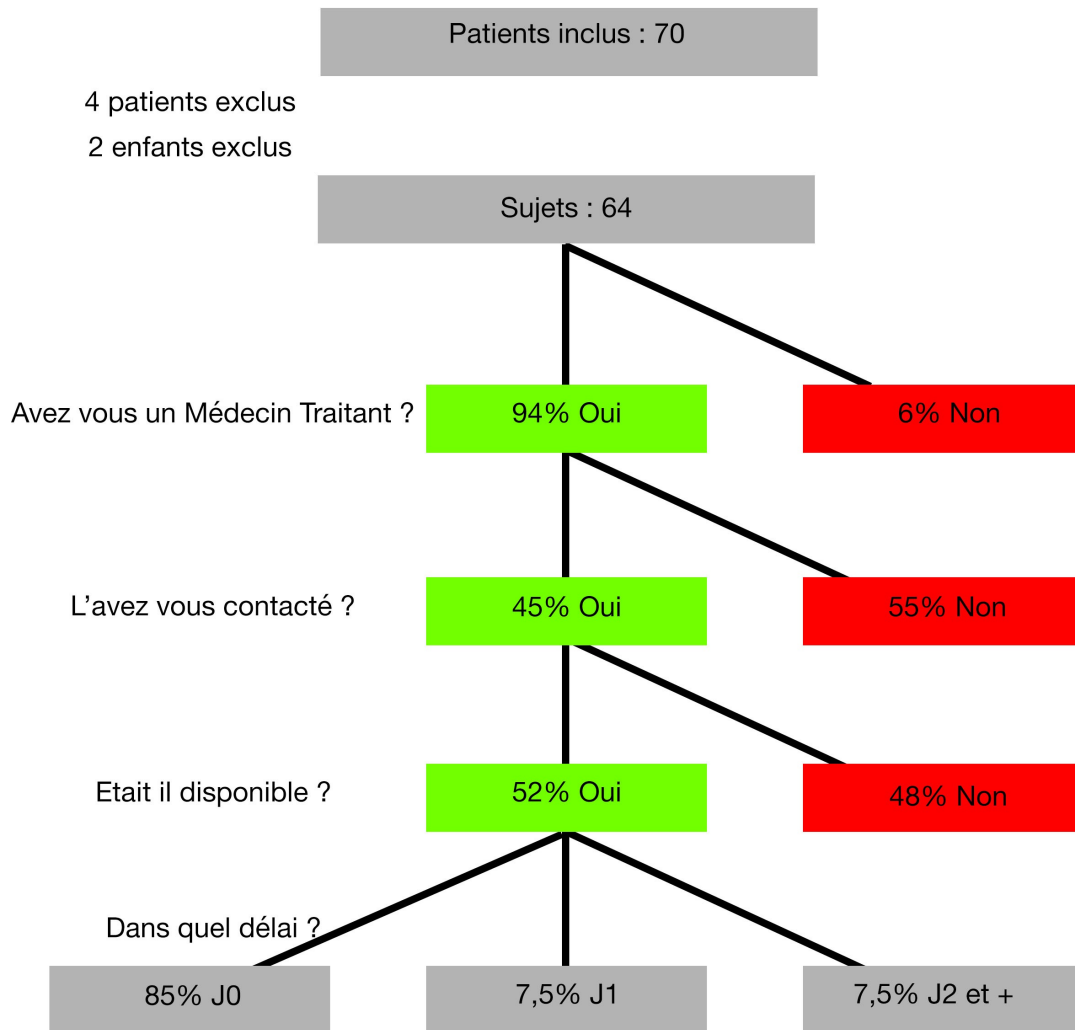 Patients inclus : 70
4 patients exclus
2 enfants exclus
Sujets : 64
Avez vous un Médecin Traitant ?
94% Oui
6% Non
L’avez vous contacté ?
45% Oui
55% Non
Etait il disponible ?
52% Oui
48% Non
Dans quel délai ?
85% J0
7,5% J1
7,5% J2 et +